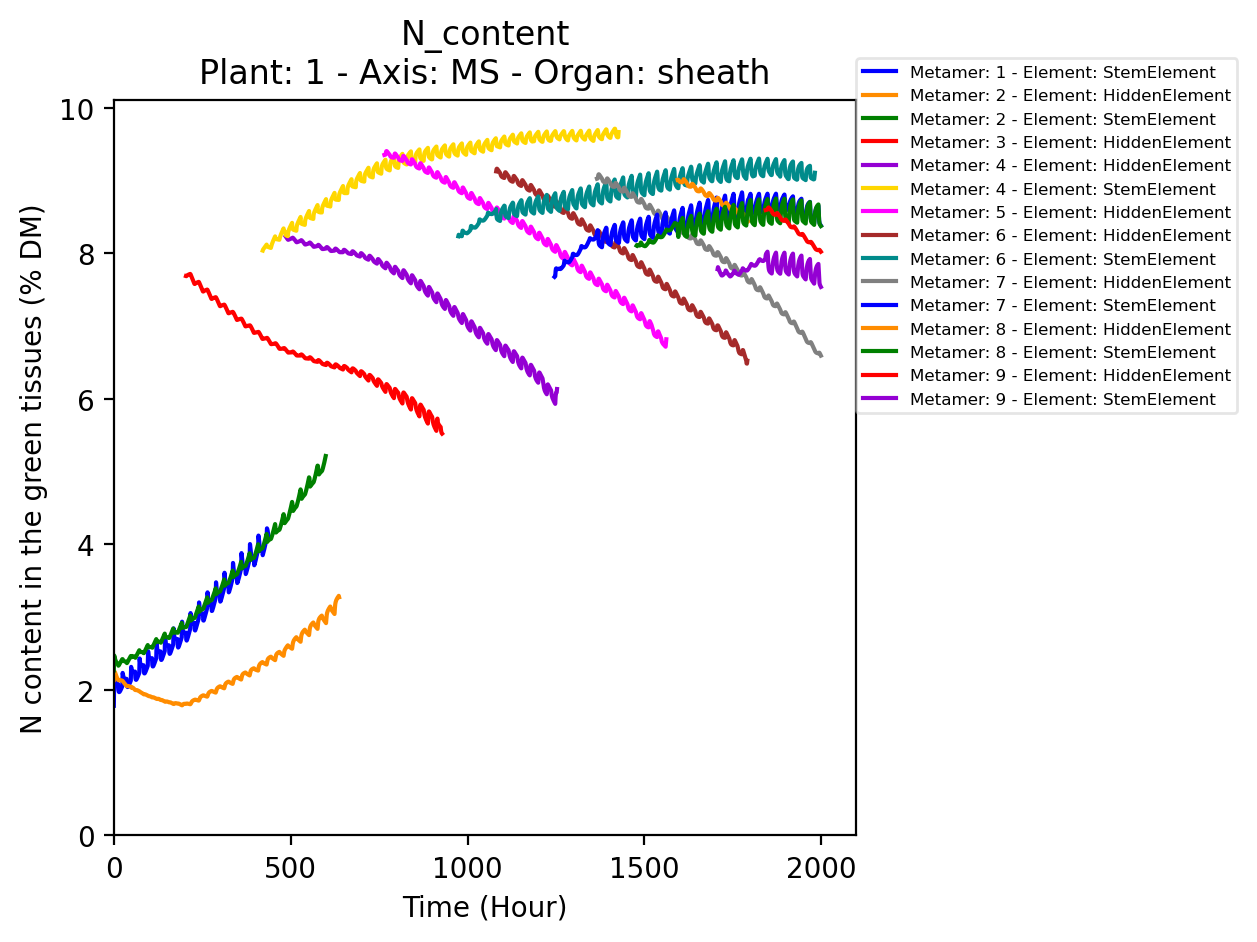 N_content
Plant: 1 - Axis: MS - Organ: sheath
Metamer: 1 - Element: StemElement
Metamer: 2 - Element: HiddenElement
Metamer: 2 - Element: StemElement
Metamer: 3 - Element: HiddenElement
Metamer: 4 - Element: HiddenElement
Metamer: 4 - Element: StemElement
Metamer: 5 - Element: HiddenElement
Metamer: 6 - Element: HiddenElement
Metamer: 6 - Element: StemElement
Metamer: 7 - Element: HiddenElement
Metamer: 7 - Element: StemElement
Metamer: 8 - Element: HiddenElement
Metamer: 8 - Element: StemElement
Metamer: 9 - Element: HiddenElement
Metamer: 9 - Element: StemElement
N content in the green tissues (% DM)
10
8
6
4
2
0
0 500 1000 1500 2000
Time (Hour)